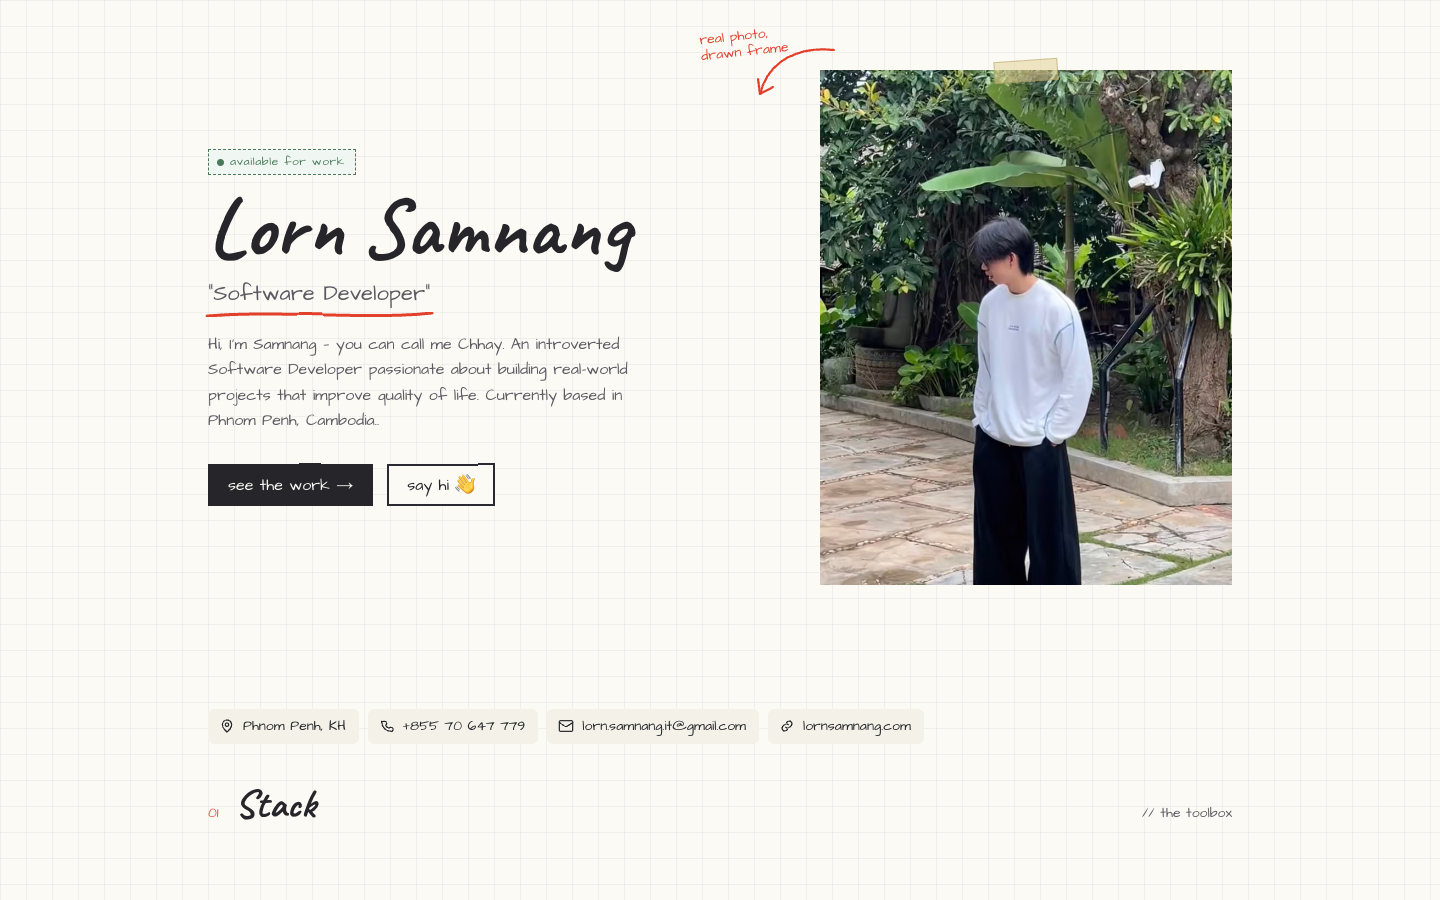 real photo,
drawn frame
available for work
Lorn Samnang
"Software Developer"
Hi, I'm Samnang - you can call me Chhay. An introverted
Software Developer passionate about building real-world
projects that improve quality of life. Currently based in
Phnom Penh, Cambodia..
see the work →
say hi 👋
Phnom Penh, KH
+855 70 647 779
lorn.samnang.it@gmail.com
lornsamnang.com
01 Stack
// the toolbox